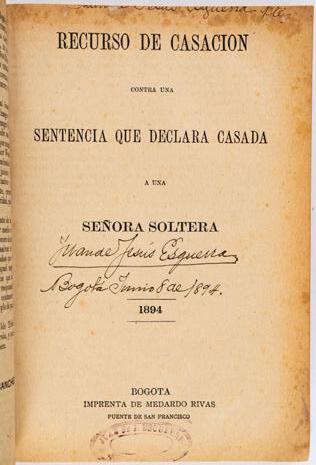 RECURSO DE CASACION
CONTRA UNA
SENTENCIA QUE DECLARA CASADA
A UNA
SEÑORA SOLTERA
Juan de Jesús Esguerra
Bogotá Junio 8 de 1894.
1894
BOGOTA
IMPRENTA DE MEDARDO RIVAS
PUENTE DE SAN FRANCISCO